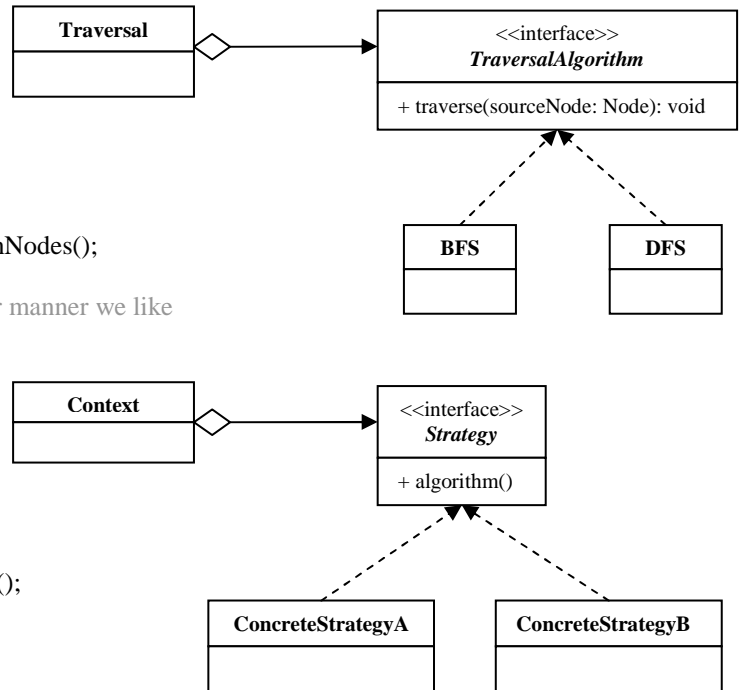 Traversal
<<interface>>
TraversalAlgorithm
+ traverse(sourceNode: Node): void
nNodes();
BFS
DFS
r manner we like
Context
<<interface>>
Strategy
+ algorithm()
();
ConcreteStrategyA
ConcreteStrategyB